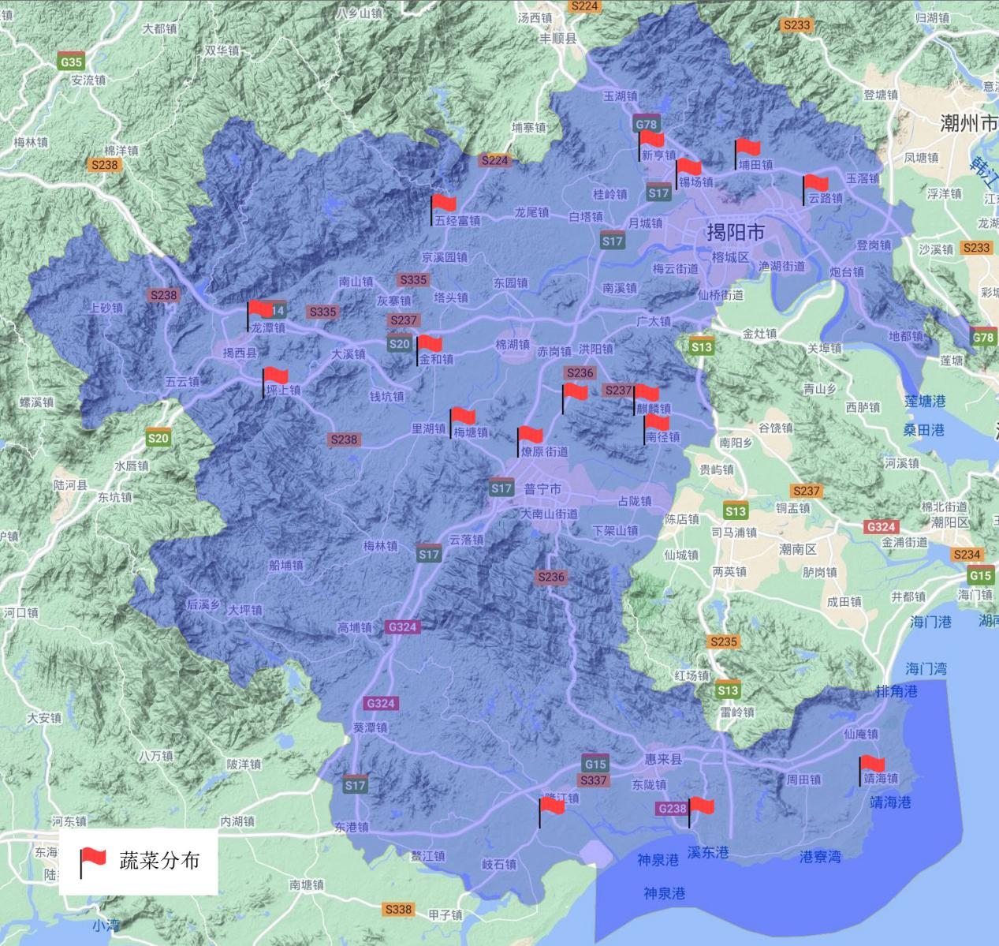 S224
八乡山镇
汤西镇
归湖镇
S233
大都镇
丰顺县
双华镇
G35
安流镇
玉湖镇
登塘镇
潮州市
G78
埔寨镇
梅林镇
棉洋镇
新亨镇
凤塘镇
S238
S224
埔田镇
韩江
锡场镇
玉滘镇
桂岭镇
S17
云路镇
浮洋镇
五经富镇
龙尾镇
白塔镇
月城镇
揭阳市
S17
登岗镇
沙溪镇
S233
京溪园镇
榕城区
梅云街道
渔湖街道
炮台镇
南山镇
S335
东园镇
南溪镇
S238
灰寨镇
塔头镇
仙桥街道
上砂镇
14
S335
龙潭镇
S237
广太镇
金灶镇
地都镇
G78
揭西县
大溪镇
S20
棉湖镇
赤岗镇
洪阳镇
S13
关埠镇
金和镇
莲塘
五云镇
坪上镇
S236
钱坑镇
S237
青山乡
螺溪镇
麒麟镇
西胪镇
莲塘港
里湖镇
梅塘镇
南径镇
谷饶镇
桑田港
S20
S238
燎原街道
南阳乡
水唇镇
贵屿镇
河溪镇
陆河县
S17
普宁市
S237
东坑镇
占陇镇
铜盂镇
棉北街道
大南山街道
陈店镇
S13
潮阳区
下架山镇
司马浦镇
G324
云落镇
金浦街道
梅林镇
潮南区
S17
仙城镇
S234
船埔镇
两英镇
胪岗镇
S236
G15
井都镇
海门镇
后溪乡
大坪镇
成田镇
河口镇
高埔镇
G324
海门港
S235
海门湾
红场镇
S13
排角港
G324
雷岭镇
大安镇
葵潭镇
仙庵镇
八万镇
陂洋镇
G15
惠来县
S337
周田镇
靖海镇
S17
东陇镇
隆江镇
靖海港
G238
河东镇
内湖镇
东港镇
溪东港
港寮湾
神泉港
蔬菜分布
岐石镇
南塘镇
神泉港
S338
甲子镇
小湾